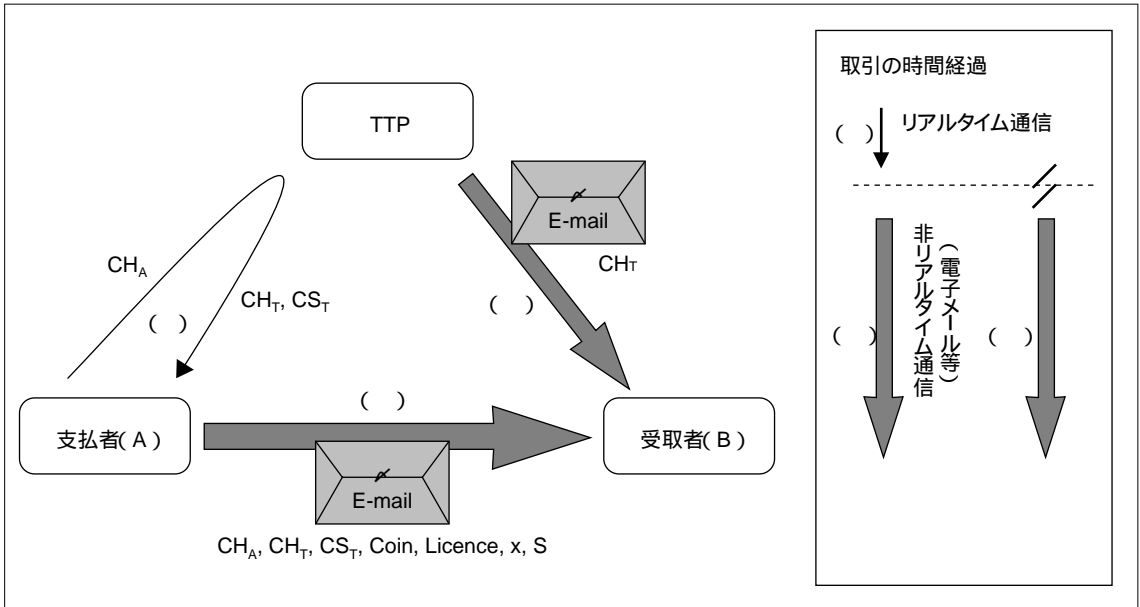 TTP
E-mail
CH_T
CH_A
CH_T, CS_T
( )
( )
( )
支払者( A )
受取者( B )
E-mail
CH_A, CH_T, CS_T, Coin, Licence, x, S
取引の時間経過
( )
リアルタイム通信
( )
非リアルタイム通信
(電子メール等)
( )